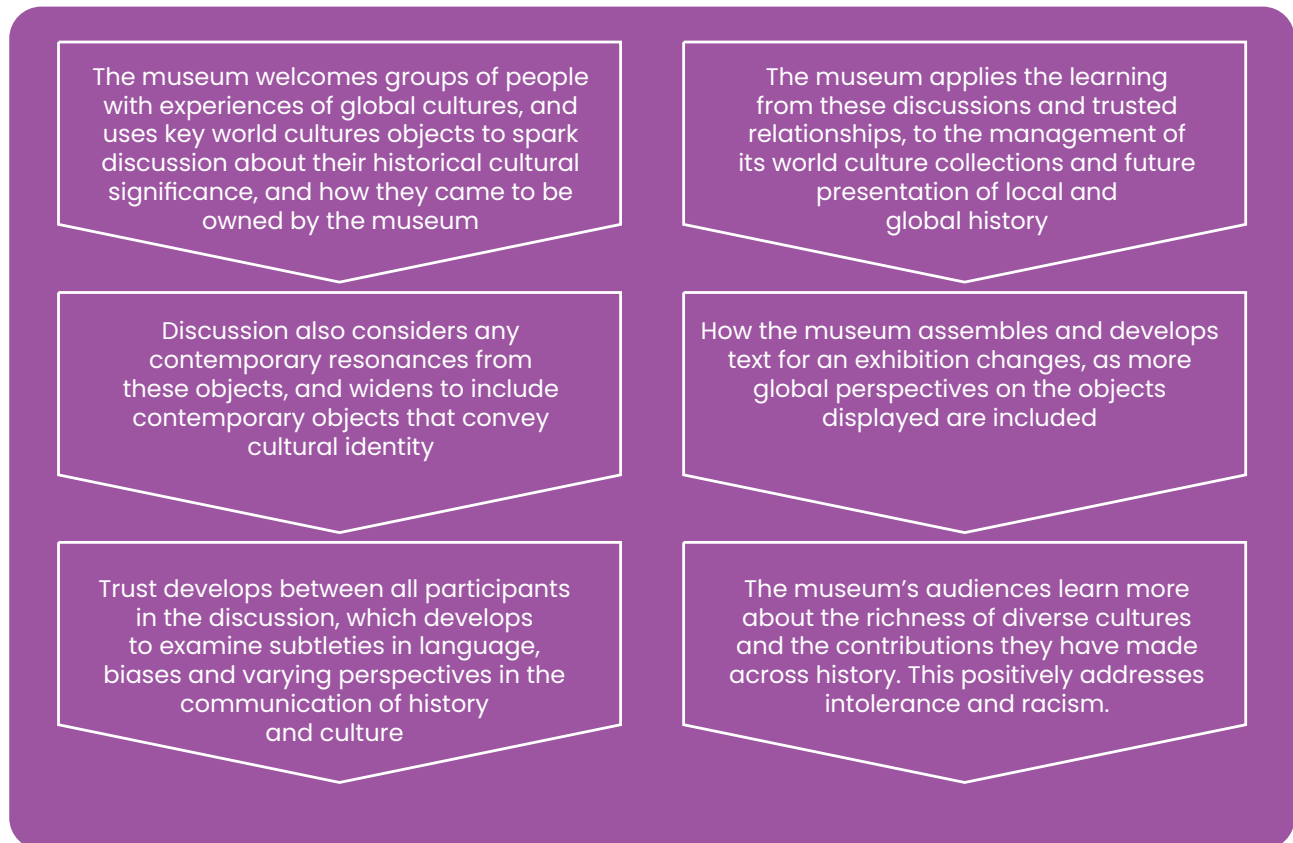 The museum welcomes groups of people
with experiences of global cultures, and
uses key world cultures objects to spark
discussion about their historical cultural
significance, and how they came to be
owned by the museum
Discussion also considers any
contemporary resonances from
these objects, and widens to include
contemporary objects that convey
cultural identity
Trust develops between all participants
in the discussion, which develops
to examine subtleties in language,
biases and varying perspectives in the
communication of history
and culture
The museum applies the learning
from these discussions and trusted
relationships, to the management of
its world culture collections and future
presentation of local and
global history
How the museum assembles and develops
text for an exhibition changes, as more
global perspectives on the objects
displayed are included
The museum’s audiences learn more
about the richness of diverse cultures
and the contributions they have made
across history. This positively addresses
intolerance and racism.